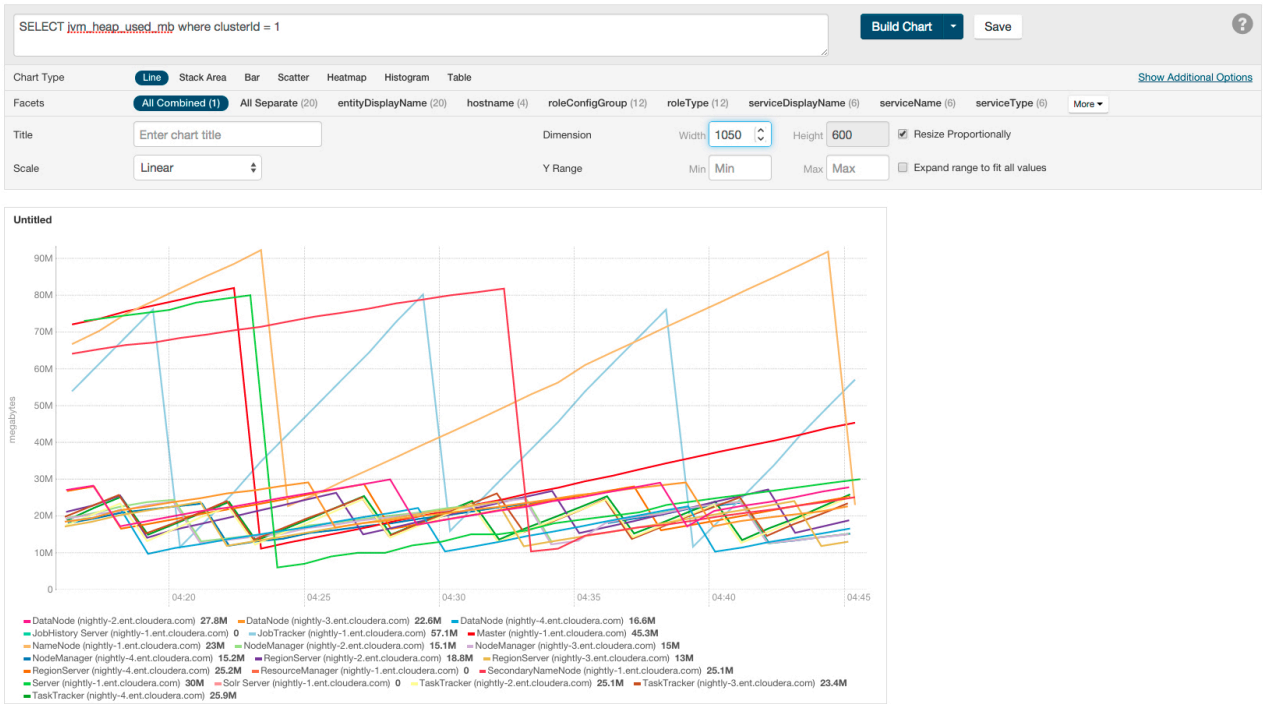 SELECT jvm_heap_used_mb where clusterId = 1
Build Chart
Save
?
Chart Type Line Stack Area Bar Scatter Heatmap Histogram Table Show Additional Options
Facets All Combined (1) All Separate (20) entityDisplayName (20) hostname (4) roleConfigGroup (12) roleType (12) serviceDisplayName (6) serviceName (6) serviceType (6) More
Title Enter chart title Dimension Width 1050 Height 600 Resize Proportionally
Scale Linear Y Range Min Min Max Max Expand range to fit all values
Untitled
90M
80M
70M
60M
50M
40M
30M
20M
10M
0
megabytes
04:20 04:25 04:30 04:35 04:40 04:45
DataNode (nightly-2.ent.cloudera.com) 27.8M DataNode (nightly-3.ent.cloudera.com) 22.6M DataNode (nightly-4.ent.cloudera.com) 16.6M
JobHistory Server (nightly-1.ent.cloudera.com) 0 JobTracker (nightly-1.ent.cloudera.com) 57.1M Master (nightly-1.ent.cloudera.com) 45.3M
NameNode (nightly-1.ent.cloudera.com) 23M NodeManager (nightly-2.ent.cloudera.com) 15.1M NodeManager (nightly-3.ent.cloudera.com) 15M
NodeManager (nightly-4.ent.cloudera.com) 15.2M RegionServer (nightly-2.ent.cloudera.com) 18.8M RegionServer (nightly-3.ent.cloudera.com) 13M
RegionServer (nightly-4.ent.cloudera.com) 25.2M ResourceManager (nightly-1.ent.cloudera.com) 0 SecondaryNameNode (nightly-1.ent.cloudera.com) 25.1M
Server (nightly-1.ent.cloudera.com) 30M Solr Server (nightly-1.ent.cloudera.com) 0 TaskTracker (nightly-2.ent.cloudera.com) 25.1M TaskTracker (nightly-3.ent.cloudera.com) 23.4M
TaskTracker (nightly-4.ent.cloudera.com) 25.9M